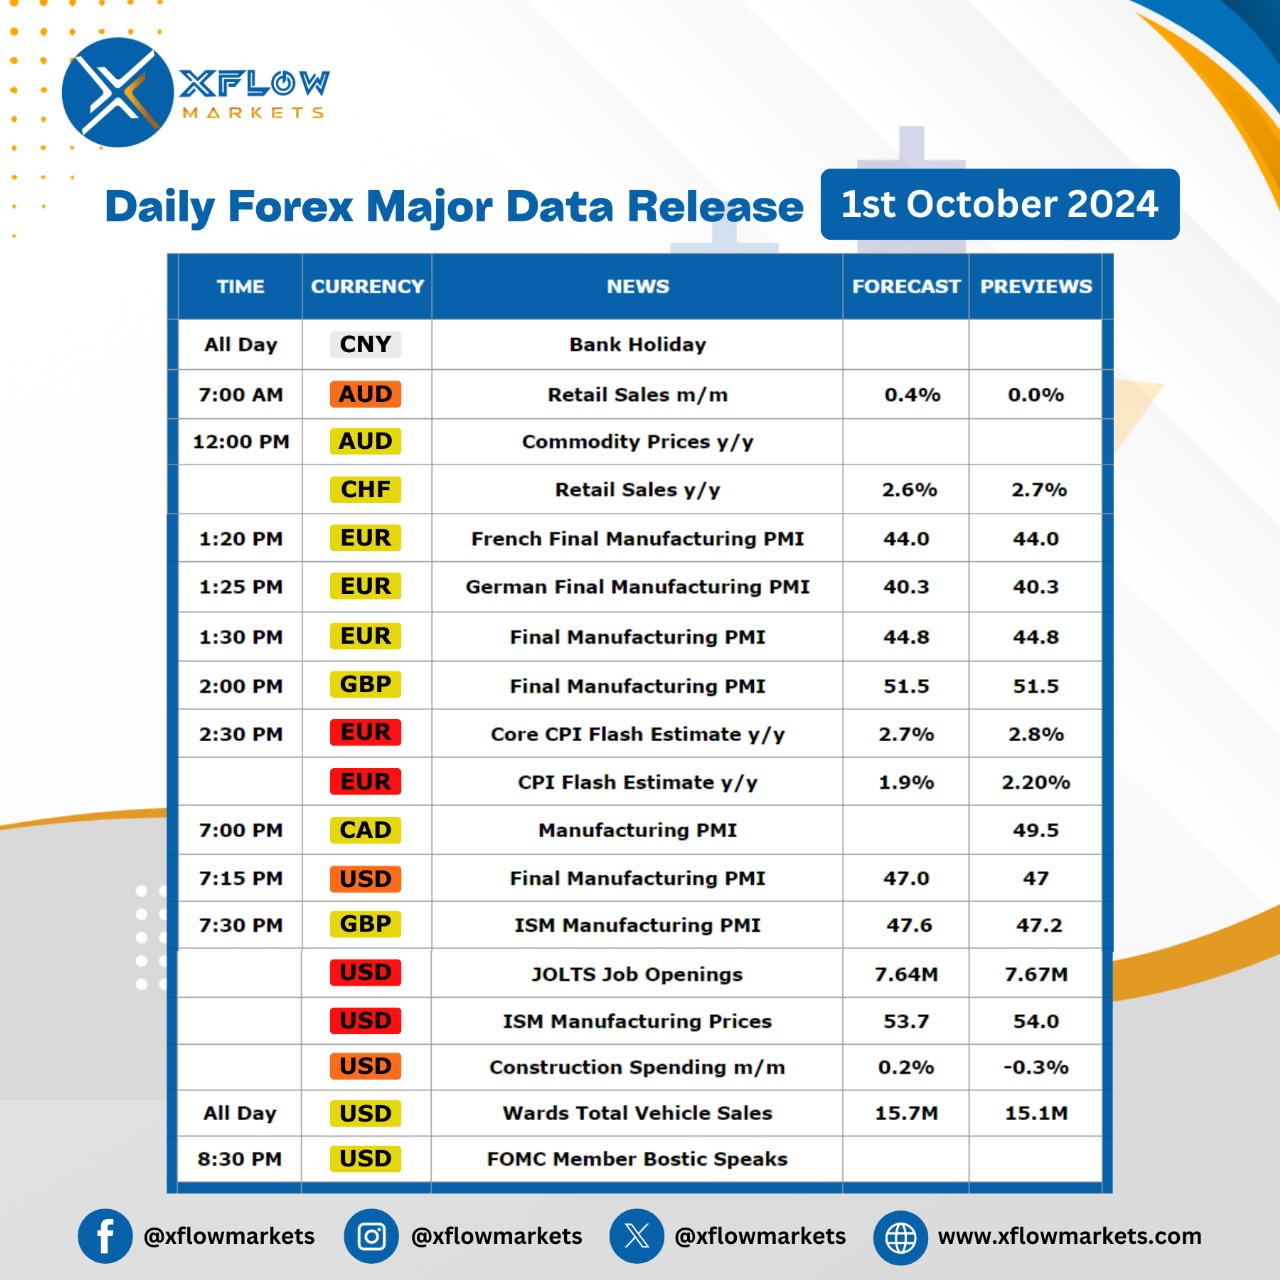 XFLOW
MARKETS
Daily Forex Major Data Release 1st October 2024
TIME CURRENCY NEWS FORECAST PREVIEWS
All Day CNY Bank Holiday
7:00 AM AUD Retail Sales m/m 0.4% 0.0%
12:00 PM AUD Commodity Prices y/y
CHF Retail Sales y/y 2.6% 2.7%
1:20 PM EUR French Final Manufacturing PMI 44.0 44.0
1:25 PM EUR German Final Manufacturing PMI 40.3 40.3
1:30 PM EUR Final Manufacturing PMI 44.8 44.8
2:00 PM GBP Final Manufacturing PMI 51.5 51.5
2:30 PM EUR Core CPI Flash Estimate y/y 2.7% 2.8%
EUR CPI Flash Estimate y/y 1.9% 2.20%
7:00 PM CAD Manufacturing PMI 49.5
7:15 PM USD Final Manufacturing PMI 47.0 47
7:30 PM GBP ISM Manufacturing PMI 47.6 47.2
USD JOLTS Job Openings 7.64M 7.67M
USD ISM Manufacturing Prices 53.7 54.0
USD Construction Spending m/m 0.2% -0.3%
All Day USD Wards Total Vehicle Sales 15.7M 15.1M
8:30 PM USD FOMC Member Bostic Speaks
@xflowmarkets @xflowmarkets @xflowmarkets www.xflowmarkets.com